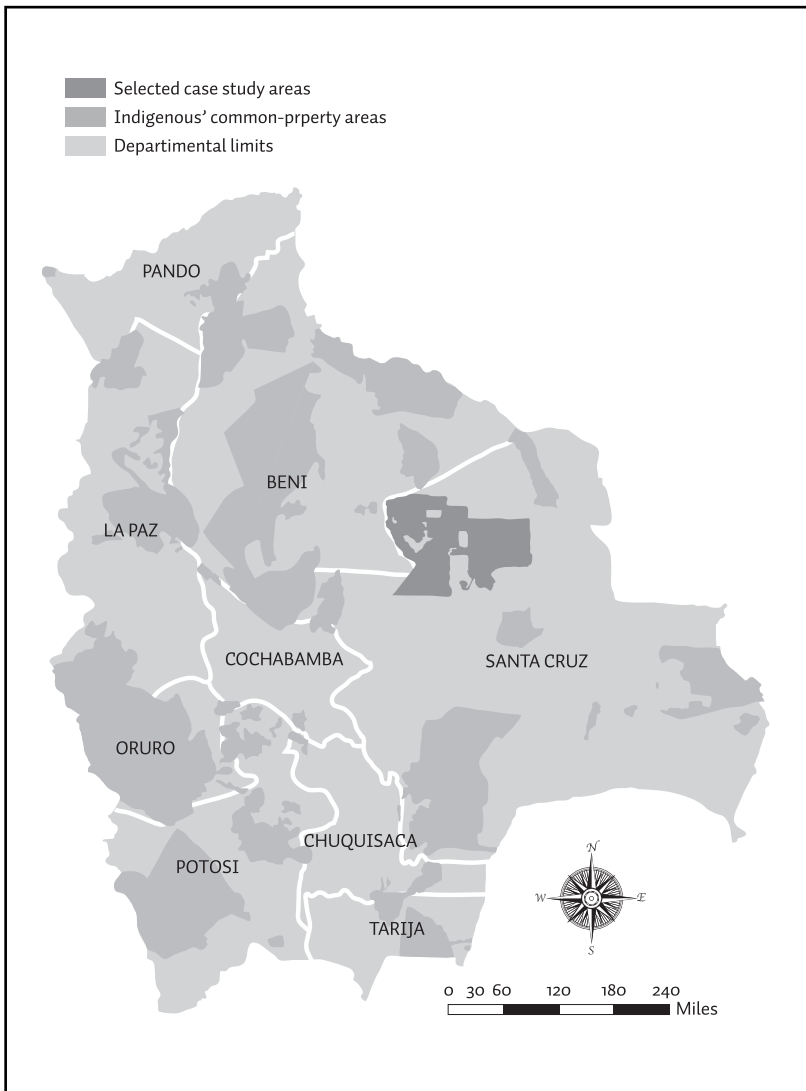 Selected case study areas
Indigenous’ common-prperty areas
Departimental limits
PANDO
BENI
LA PAZ
COCHABAMBA
SANTA CRUZ
ORURO
CHUQUISACA
POTOSI
TARIJA
N
W E
S
0 30 60 120 180 240
Miles